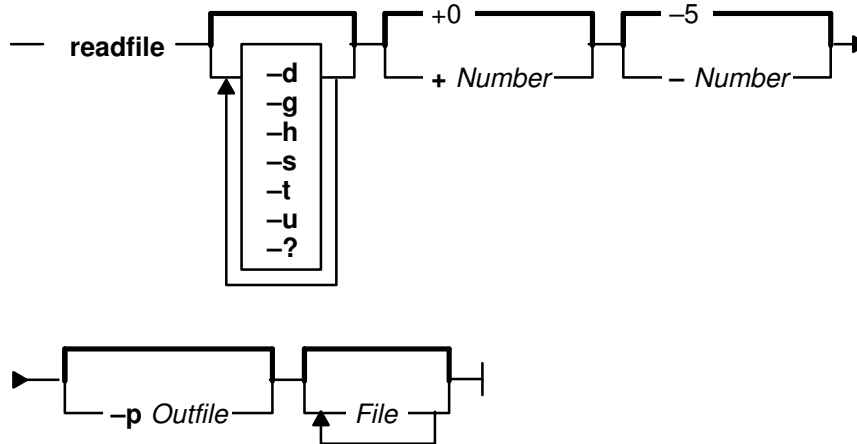 +0 –5
readfile
–d + Number – Number
–g
–h
–s
–t
–u
–?
–p Outfile File